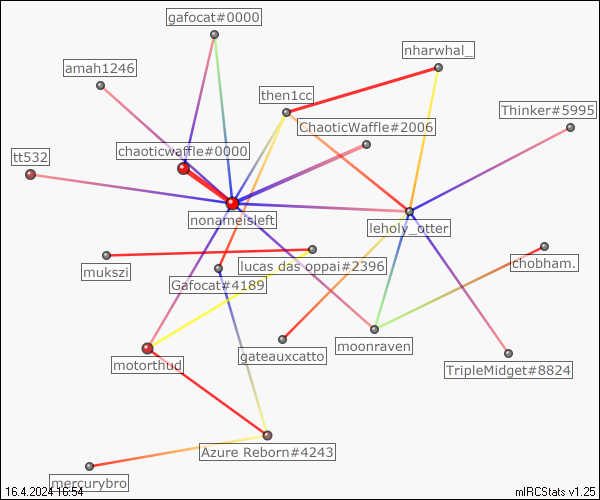 gafocat#0000
nharwhal_
amah1246
then1cc
Thinker#5995
ChaoticWaffle#2006
chaoticwaffle#0000
tt532
nonameisleft
leholy_otter
lucas das oppai#2396
mukszi
chobham.
Gafocat#4189
moonraven
gateauxcatto
motorthud
TripleMidget#8824
Azure Reborn#4243
mercurybro
16.4.2024 16:54
mIRCStats v1.25